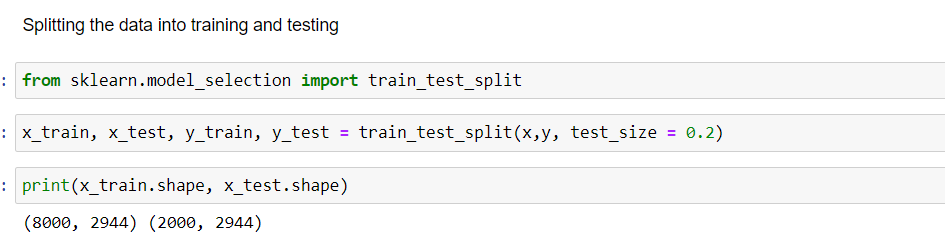 Splitting the data into training and testing
: from sklearn.model_selection import train_test_split
: x_train, x_test, y_train, y_test = train_test_split(x,y, test_size = 0.2)
: print(x_train.shape, x_test.shape)
(8000, 2944) (2000, 2944)